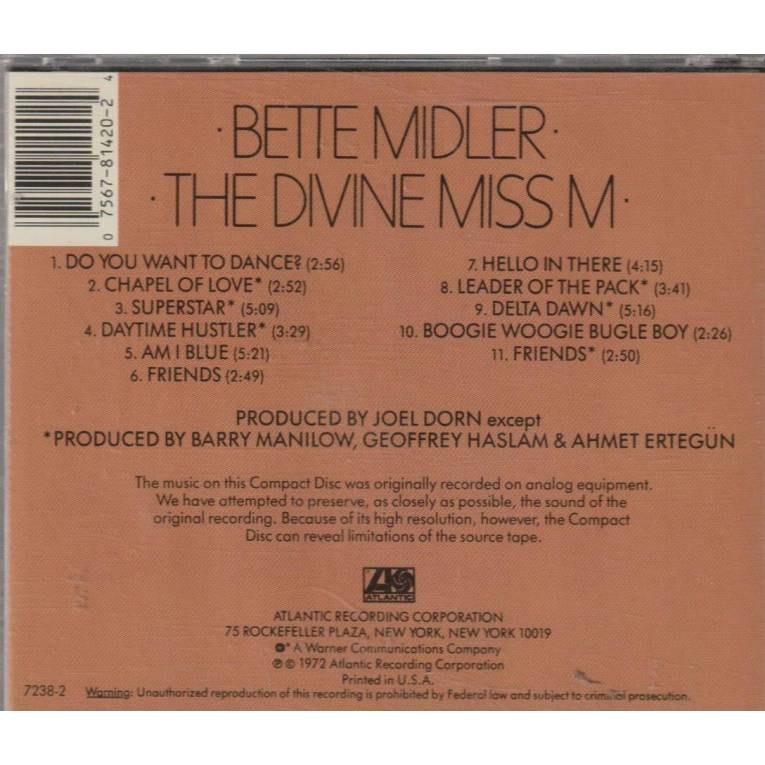 0 7567-81420-2 4
·BETTE MIDLER·
·THE DIVINE MISS M·
1. DO YOU WANT TO DANCE? (2:56)
2. CHAPEL OF LOVE* (2:52)
3. SUPERSTAR* (5:09)
4. DAYTIME HUSTLER* (3:29)
5. AM I BLUE (5:21)
6. FRIENDS (2:49)
7. HELLO IN THERE (4:15)
8. LEADER OF THE PACK* (3:41)
9. DELTA DAWN* (5:16)
10. BOOGIE WOOGIE BUGLE BOY (2:26)
11. FRIENDS* (2:50)
PRODUCED BY JOEL DORN except
*PRODUCED BY BARRY MANILOW, GEOFFREY HASLAM & AHMET ERTEGÜN
The music on this Compact Disc was originally recorded on analog equipment.
We have attempted to preserve, as closely as possible, the sound of the
original recording. Because of its high resolution, however, the Compact
Disc can reveal limitations of the source tape.
ATLANTIC
ATLANTIC RECORDING CORPORATION
75 ROCKEFELLER PLAZA, NEW YORK, NEW YORK 10019
* A Warner Communications Company
℗ © 1972 Atlantic Recording Corporation
Printed in U.S.A.
7238-2 Warning: Unauthorized reproduction of this recording is prohibited by Federal law and subject to criminal prosecution.